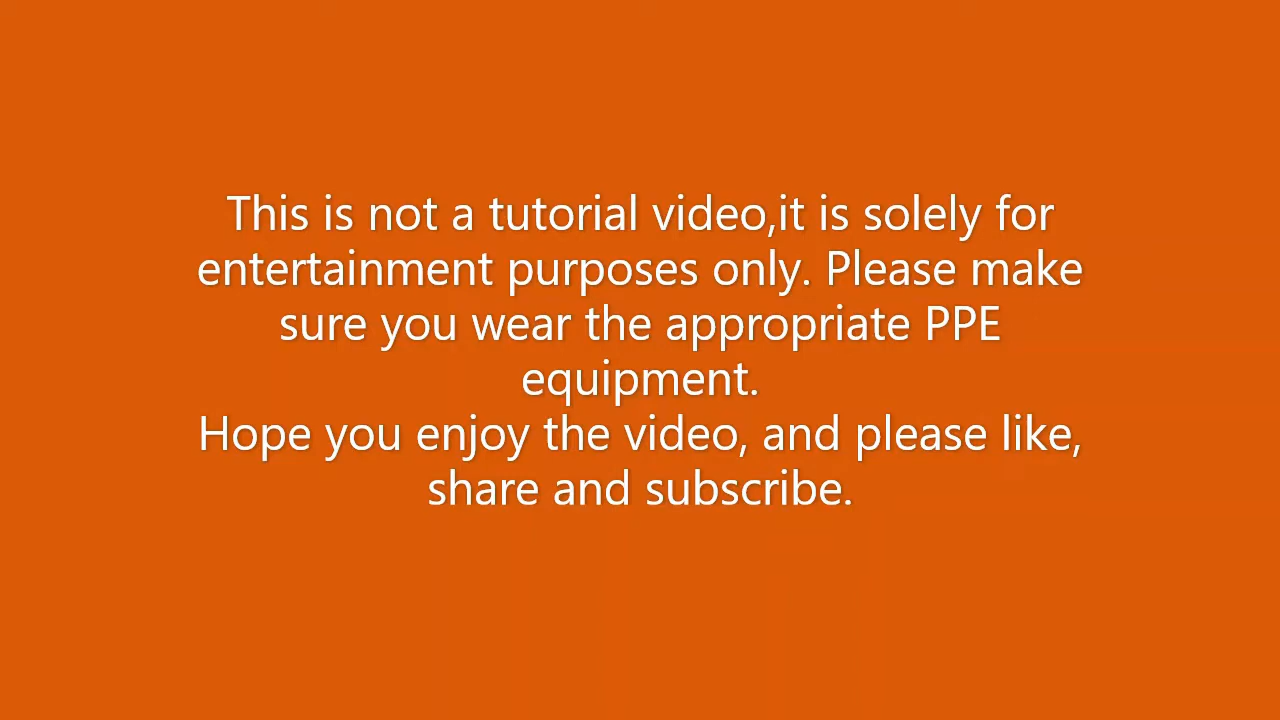 This is not a tutorial video,it is solely for
entertainment purposes only. Please make
sure you wear the appropriate PPE
equipment.
Hope you enjoy the video, and please like,
share and subscribe.